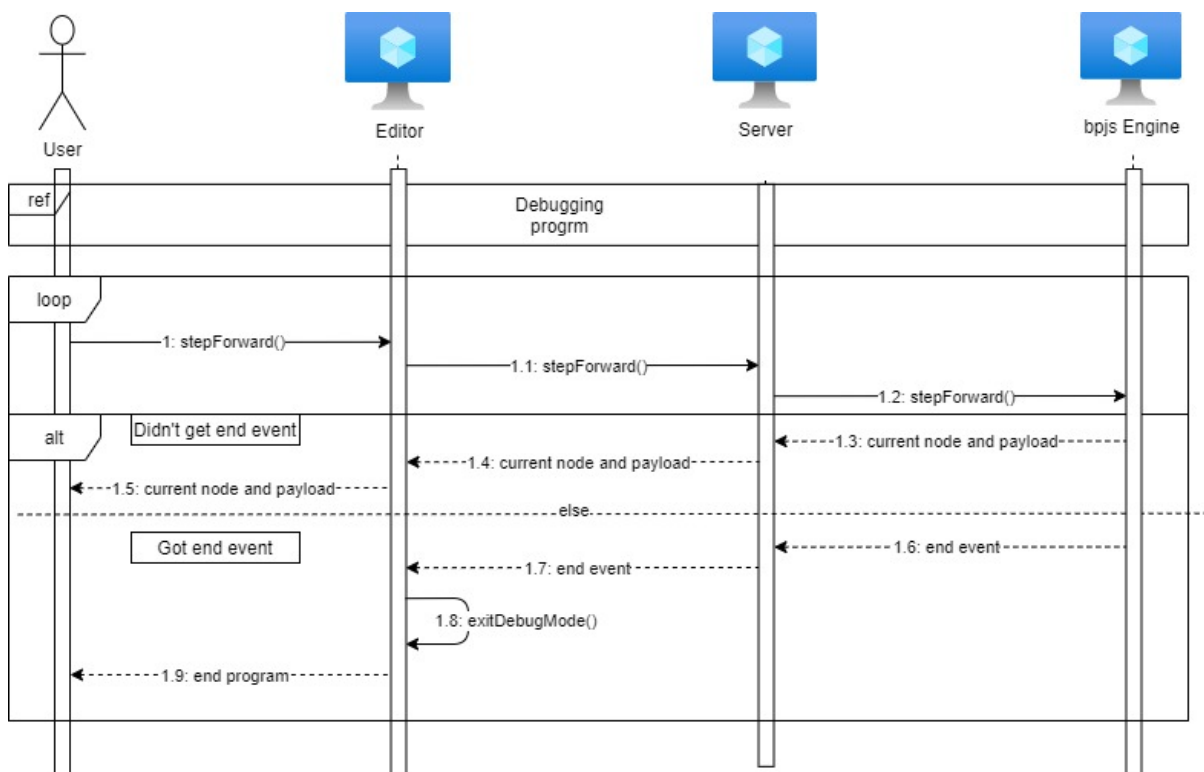 User
Editor
Server
bpjs Engine
ref
Debugging
progrm
loop
1: stepForward()
1.1: stepForward()
1.2: stepForward()
alt
Didn't get end event
1.3: current node and payload
1.4: current node and payload
1.5: current node and payload
else
Got end event
1.6: end event
1.7: end event
1.8: exitDebugMode()
1.9: end program